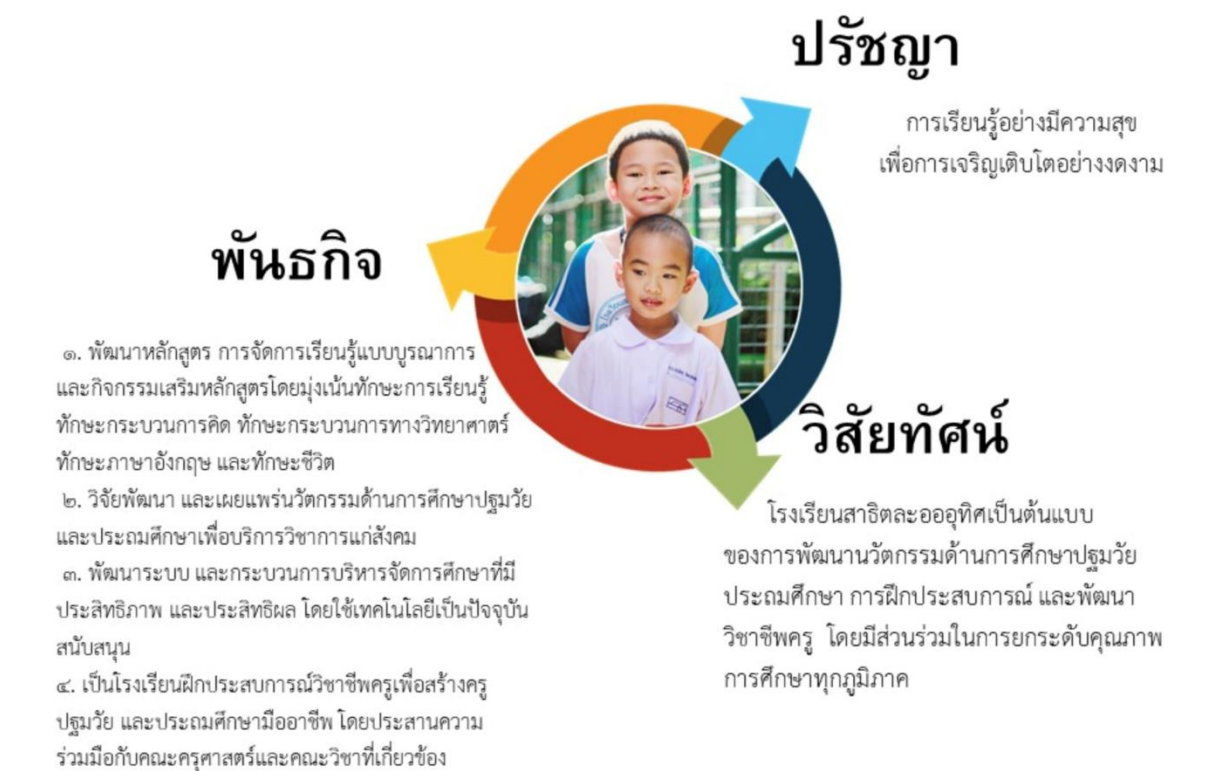 ปรัชญา
การเรียนรู้อย่างมีความสุข
เพื่อการเจริญเติบโตอย่างงดงาม
พันธกิจ
๑. พัฒนาหลักสูตร การจัดการเรียนรู้แบบบูรณาการ
และกิจกรรมเสริมหลักสูตรโดยมุ่งเน้นทักษะการเรียนรู้
ทักษะกระบวนการคิด ทักษะกระบวนการทางวิทยาศาตร์
ทักษะภาษาอังกฤษ และทักษะชีวิต
๒. วิจัยพัฒนา และเผยแพร่นวัตกรรมด้านการศึกษาปฐมวัย
และประถมศึกษาเพื่อบริการวิชาการแก่สังคม
๓. พัฒนาระบบ และกระบวนการบริหารจัดการศึกษาที่มี
ประสิทธิภาพ และประสิทธิผล โดยใช้เทคโนโลยีเป็นปัจจุบัน
สนับสนุน
๔. เป็นโรงเรียนฝึกประสบการณ์วิชาชีพครูเพื่อสร้างครู
ปฐมวัย และประถมศึกษามืออาชีพ โดยประสานความ
ร่วมมือกับคณะครุศาสตร์และคณะวิชาที่เกี่ยวข้อง
วิสัยทัศน์
โรงเรียนสาธิตละอออุทิศเป็นต้นแบบ
ของการพัฒนานวัตกรรมด้านการศึกษาปฐมวัย
ประถมศึกษา การฝึกประสบการณ์ และพัฒนา
วิชาชีพครู โดยมีส่วนร่วมในการยกระดับคุณภาพ
การศึกษาทุกภูมิภาค